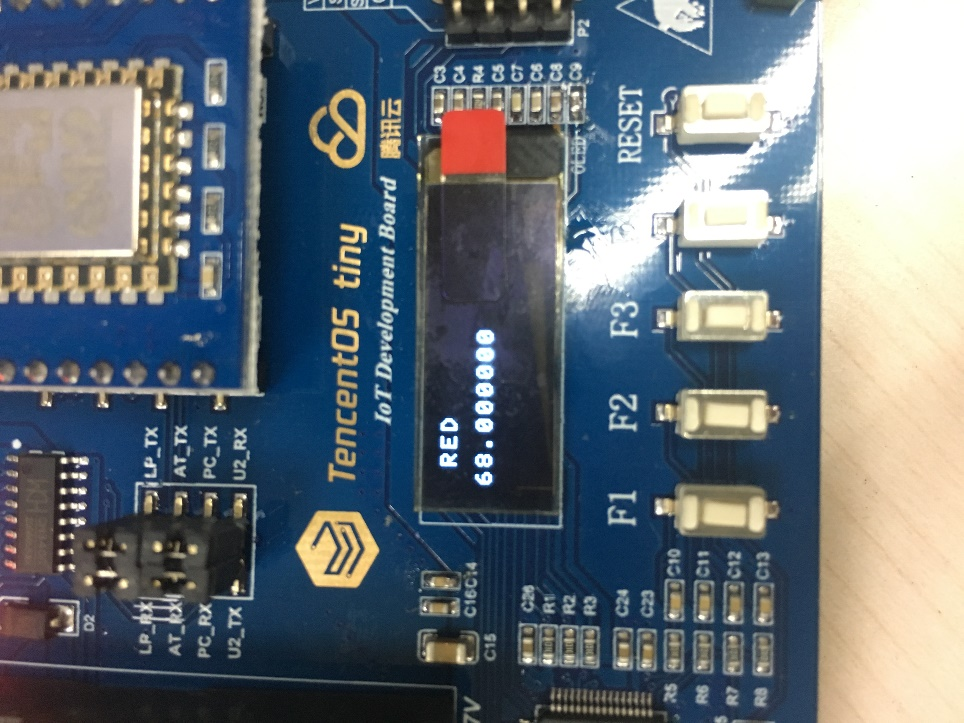 TencentOS tiny
IoT Development Board
腾讯云
RED
68.000000
OLED
P2
C3
C4
R4
C5
C7
C6
C8
C9
RESET
F3
F2
F1
LP_TX
AT_TX
PC_TX
U2_RX
LP_RX
AT_RX
PC_RX
U2_TX
D2
C14
C16
C15
C26
R1
R2
R3
C24
C23
C10
C11
C12
C13
R5
R6
R7
R8
7V